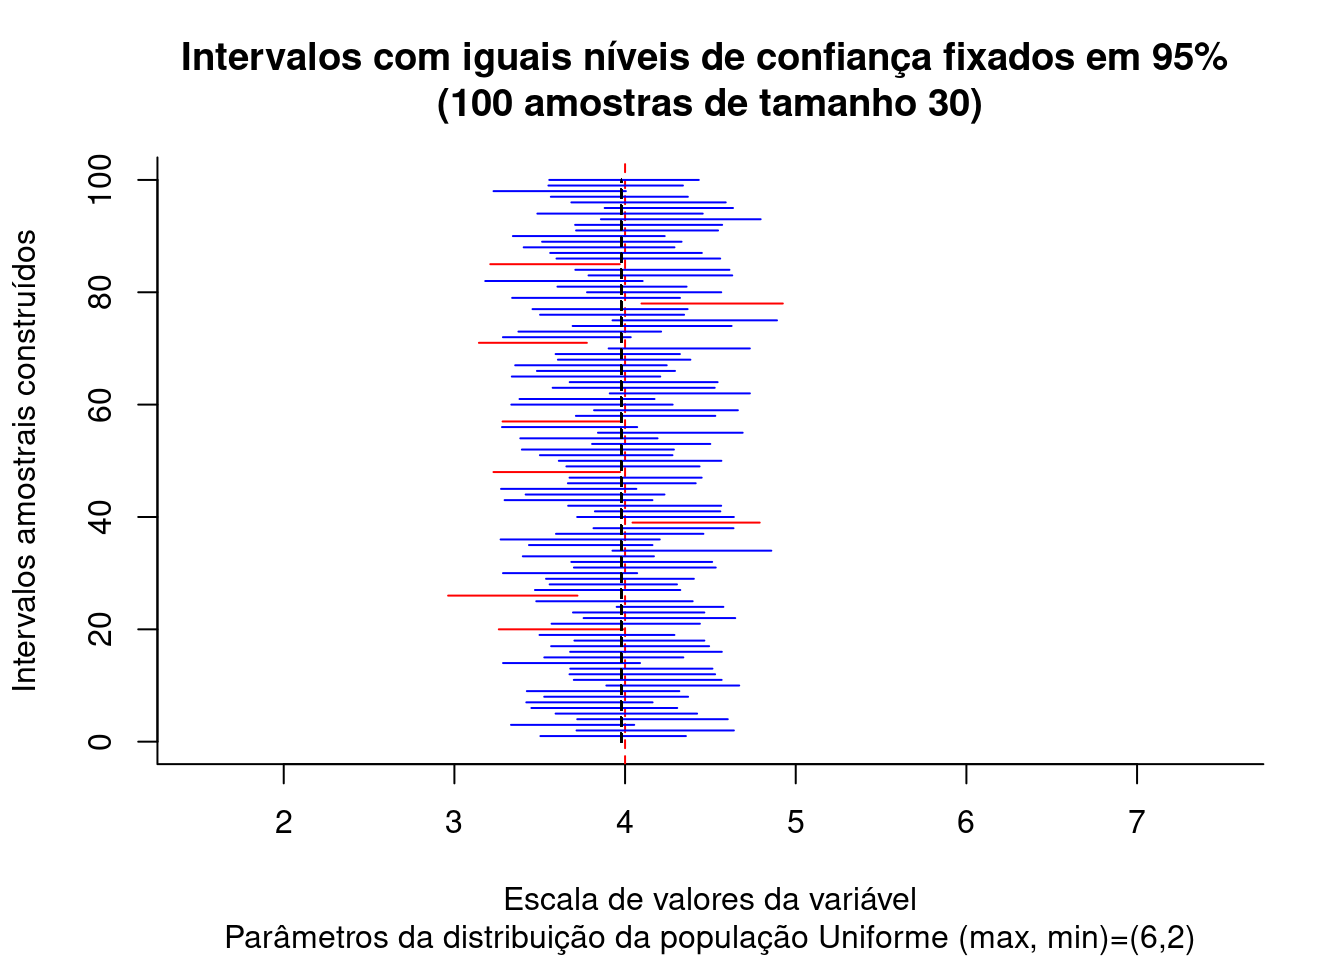 Intervalos com iguais níveis de confiança fixados em 95%
(100 amostras de tamanho 30)
Intervalos amostrais construídos
100
80
60
40
20
0
2 3 4 5 6 7
Escala de valores da variável
Parâmetros da distribuição da população Uniforme (max, min)=(6,2)